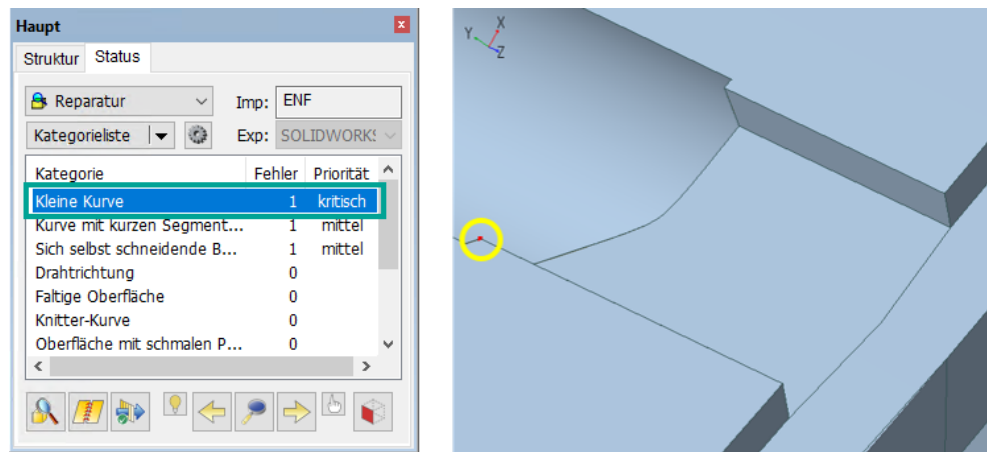 Haupt
Struktur Status
Reparatur Imp: ENF
Kategorieliste Exp: SOLIDWORKS
Kategorie Fehler Priorität
Kleine Kurve 1 kritisch
Kurve mit kurzen Segment... 1 mittel
Sich selbst schneidende B... 1 mittel
Drahtrichtung 0
Faltige Oberfläche 0
Knitter-Kurve 0
Oberfläche mit schmalen P... 0
X
Y
Z